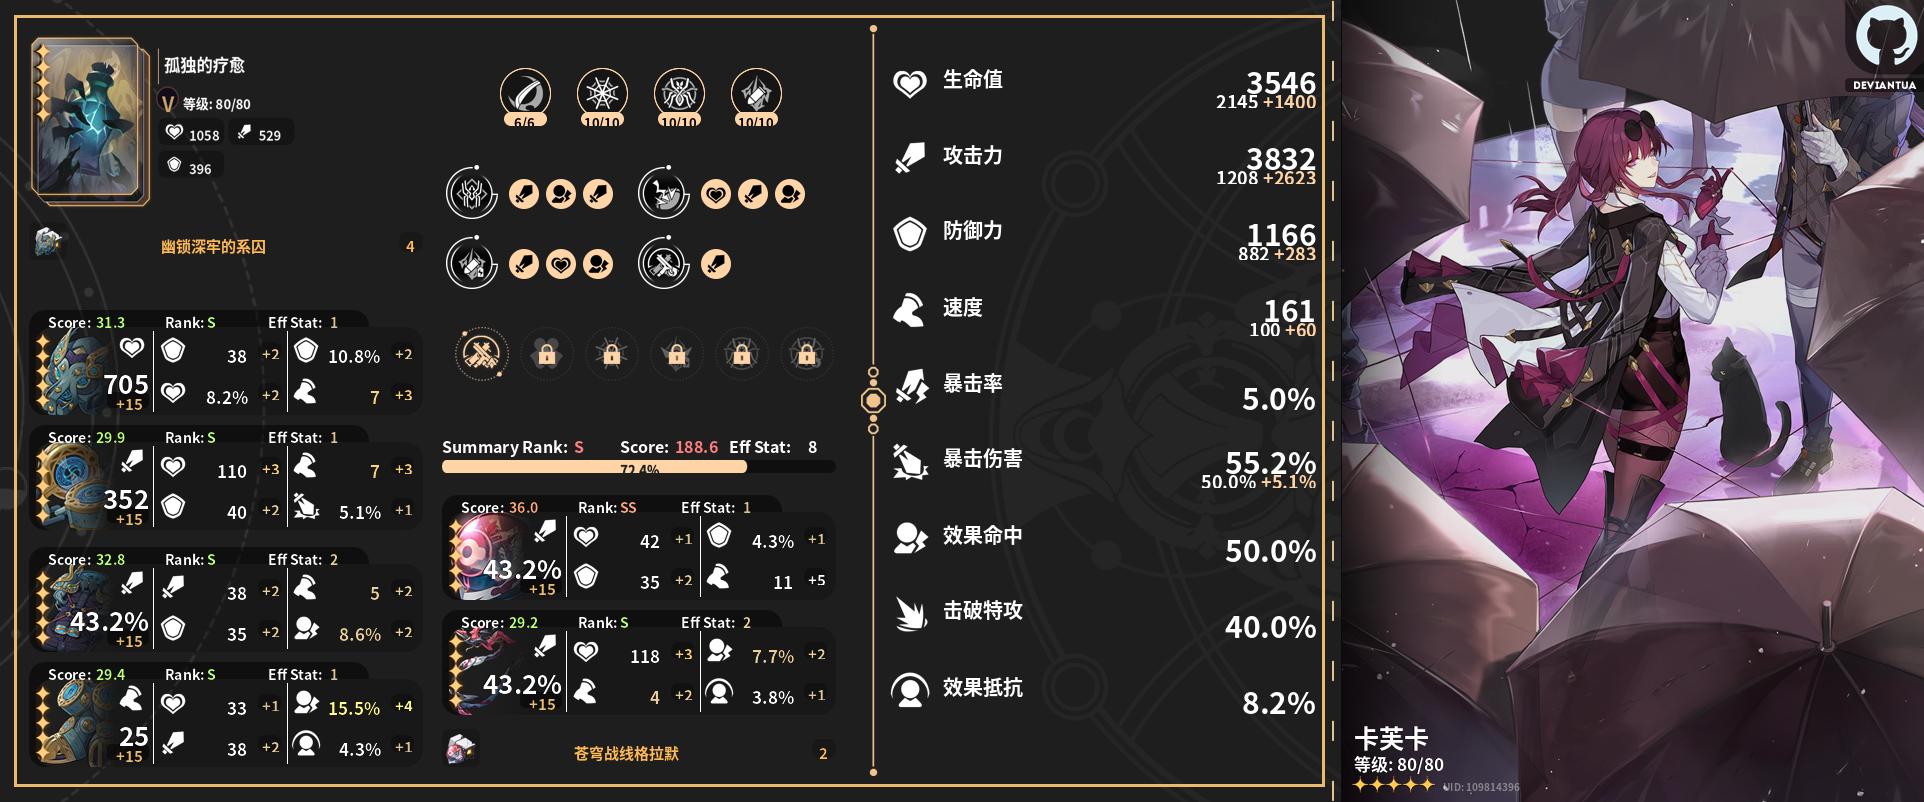 孤独的疗愈
V 等级: 80/80
1058 529
396
幽锁深牢的系囚 4
Score: 31.3 Rank: S Eff Stat: 1
705 +15
38 +2 10.8% +2
8.2% +2 7 +3
Score: 29.9 Rank: S Eff Stat: 1
352 +15
110 +3 7 +3
40 +2 5.1% +1
Score: 32.8 Rank: S Eff Stat: 2
43.2% +15
38 +2 5 +2
35 +2 8.6% +2
Score: 29.4 Rank: S Eff Stat: 1
25 +15
33 +1 15.5% +4
38 +2 4.3% +1
6/6 10/10 10/10 10/10
Summary Rank: S Score: 188.6 Eff Stat: 8
72.4%
Score: 36.0 Rank: SS Eff Stat: 1
43.2% +15
42 +1 4.3% +1
35 +2 11 +5
Score: 29.2 Rank: S Eff Stat: 2
43.2% +15
118 +3 7.7% +2
4 +2 3.8% +1
苍穹战线格拉默 2
生命值 3546
2145 +1400
攻击力 3832
1208 +2623
防御力 1166
882 +283
速度 161
100 +60
暴击率 5.0%
暴击伤害 55.2%
50.0% +5.1%
效果命中 50.0%
击破特攻 40.0%
效果抵抗 8.2%
DEVIANTUA
卡芙卡
等级: 80/80
UID: 109814396